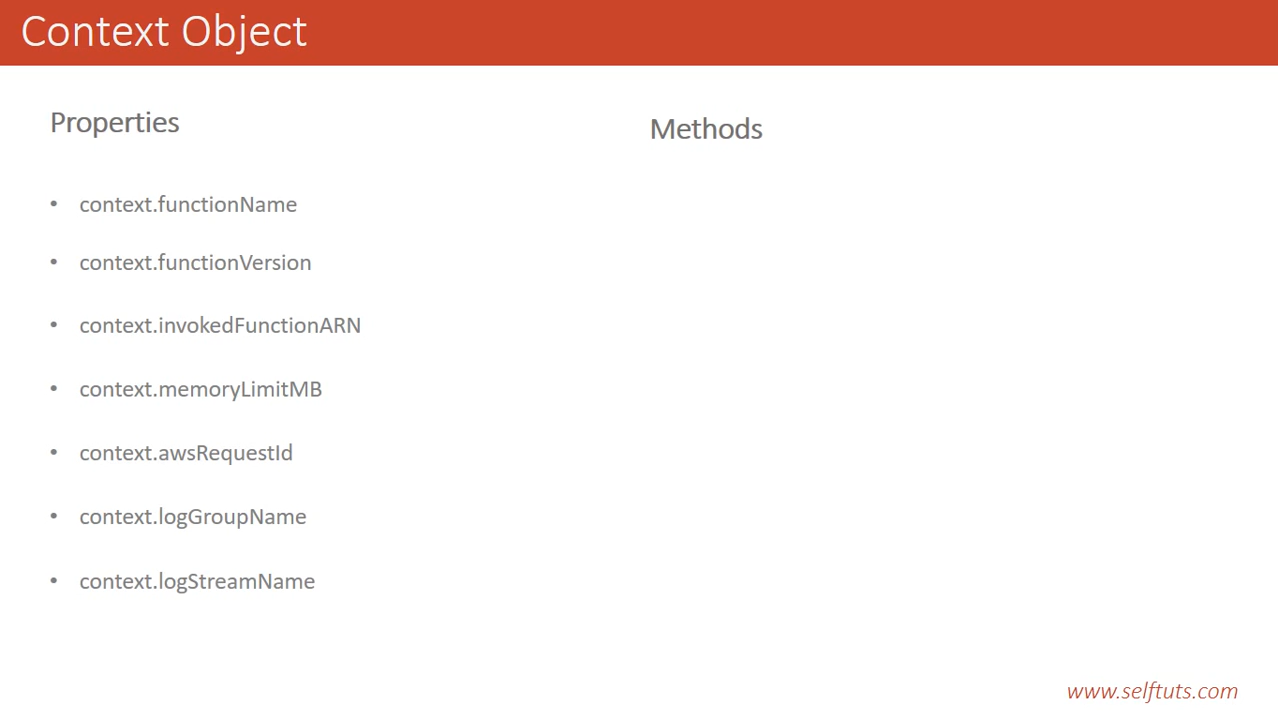 Context Object
Properties
• context.functionName
• context.functionVersion
• context.invokedFunctionARN
• context.memoryLimitMB
• context.awsRequestId
• context.logGroupName
• context.logStreamName
Methods
www.selftuts.com